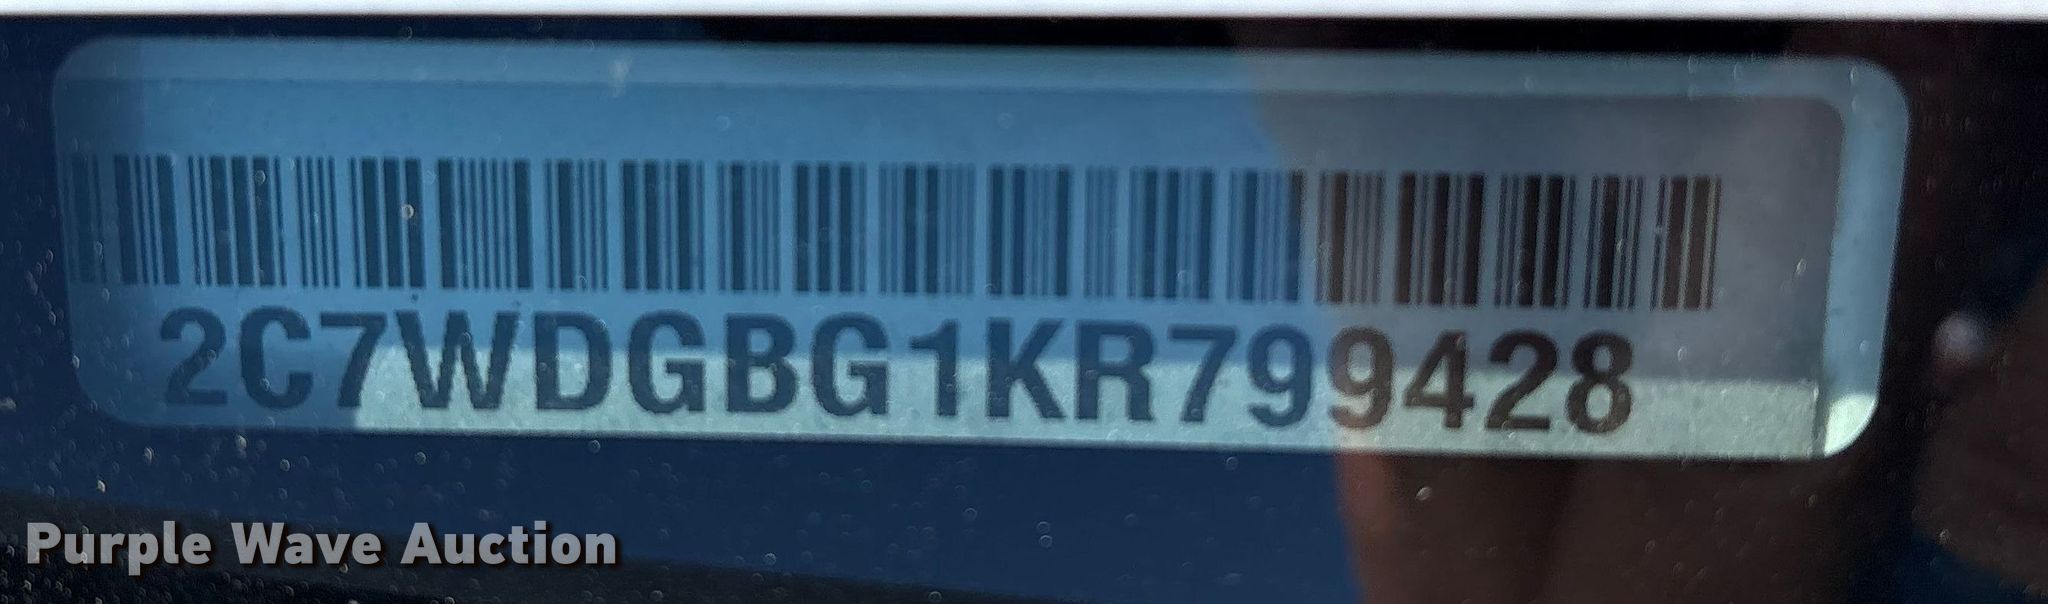 2C7WDGBG1KR799428
Purple Wave Auction